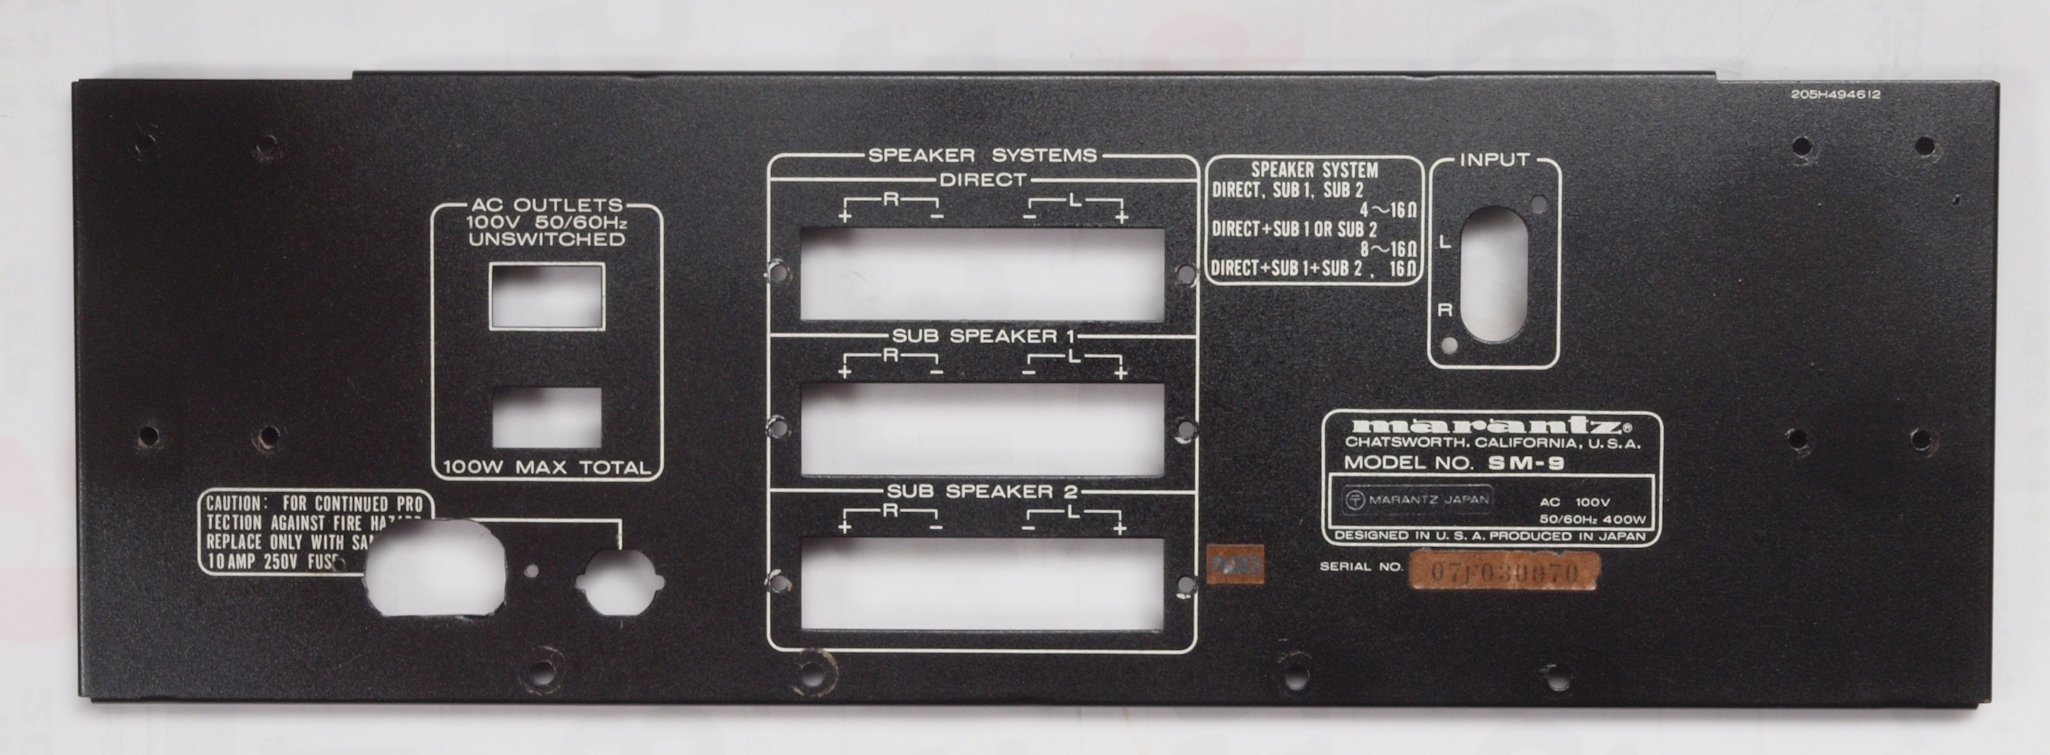 205H494612
SPEAKER SYSTEMS
DIRECT
R L
+ - - +
SUB SPEAKER 1
R L
+ - - +
SUB SPEAKER 2
R L
+ - - +
SPEAKER SYSTEM
DIRECT, SUB 1, SUB 2
4~16Ω
DIRECT+SUB 1 OR SUB 2
8~16Ω
DIRECT+SUB 1+SUB 2, 16Ω
INPUT
L
R
AC OUTLETS
100V 50/60Hz
UNSWITCHED
100W MAX TOTAL
CAUTION: FOR CONTINUED PRO
TECTION AGAINST FIRE
REPLACE ONLY WITH
10 AMP 250V FUSE
marantz®
CHATSWORTH, CALIFORNIA, U.S.A.
MODEL NO. SM-9
MARANTZ JAPAN
AC 100V
50/60Hz 400W
DESIGNED IN U.S.A. PRODUCED IN JAPAN
SERIAL NO. 07F030070